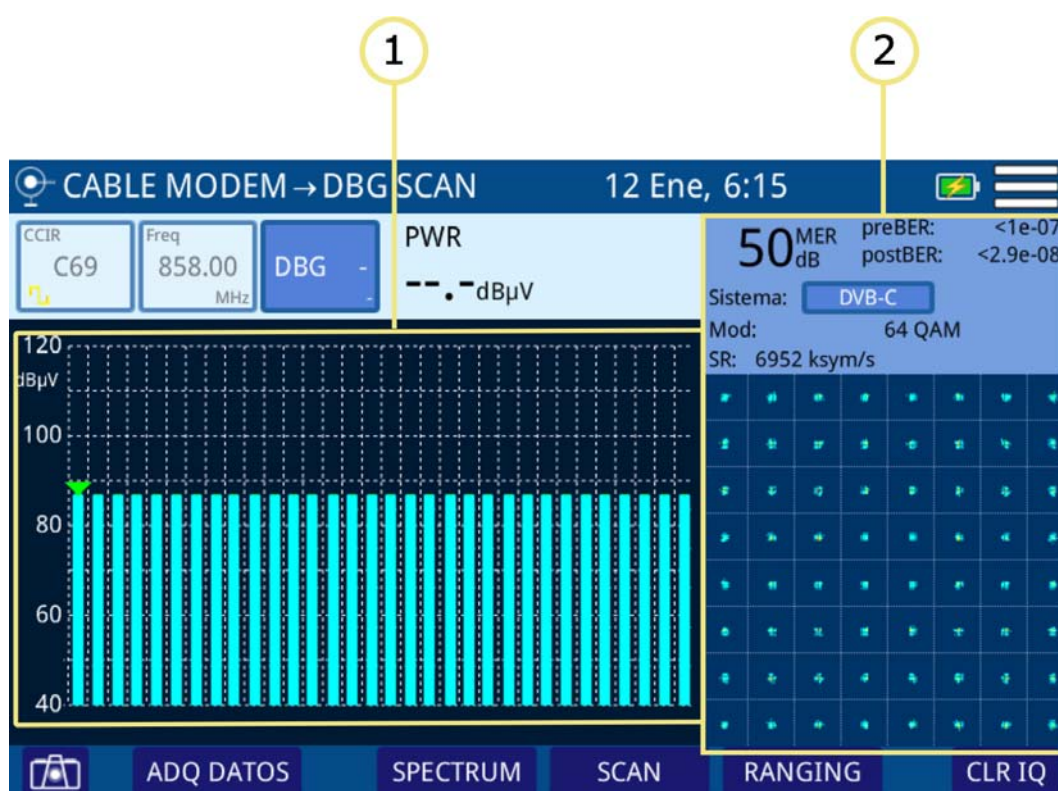 1
2
CABLE MODEM → DBG SCAN 12 Ene, 6:15
CCIR
C69
Freq
858.00
MHz
DBG -
-
PWR
--.-dBµV
50 MER dB
preBER: <1e-07
postBER: <2.9e-08
Sistema: DVB-C
Mod: 64 QAM
SR: 6952 ksym/s
120
dBµV
100
80
60
40
ADQ DATOS SPECTRUM SCAN RANGING CLR IQ